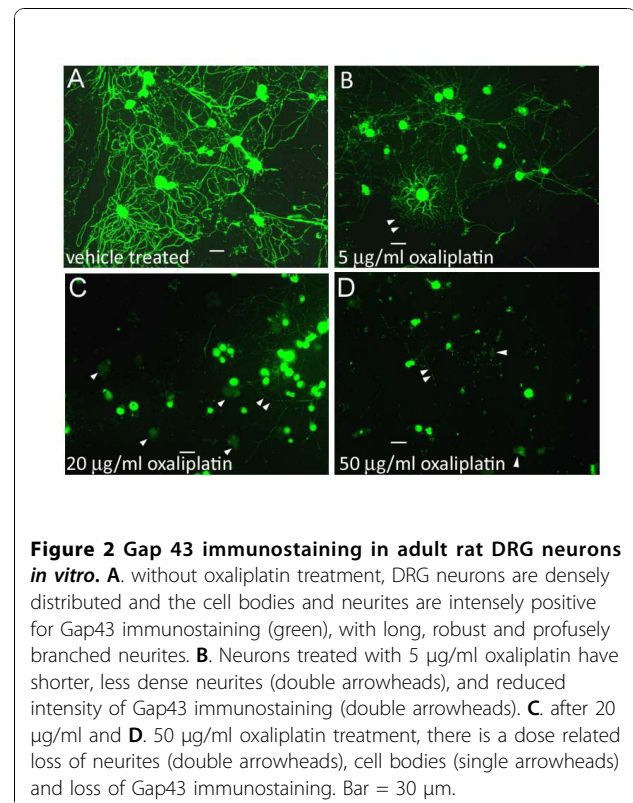 A
vehicle treated
B
5 µg/ml oxaliplatin
C
20 µg/ml oxaliplatin
D
50 µg/ml oxaliplatin
Figure 2 Gap 43 immunostaining in adult rat DRG neurons
in vitro. A. without oxaliplatin treatment, DRG neurons are densely
distributed and the cell bodies and neurites are intensely positive
for Gap43 immunostaining (green), with long, robust and profusely
branched neurites. B. Neurons treated with 5 µg/ml oxaliplatin have
shorter, less dense neurites (double arrowheads), and reduced
intensity of Gap43 immunostaining (double arrowheads). C. after 20
µg/ml and D. 50 µg/ml oxaliplatin treatment, there is a dose related
loss of neurites (double arrowheads), cell bodies (single arrowheads)
and loss of Gap43 immunostaining. Bar = 30 µm.